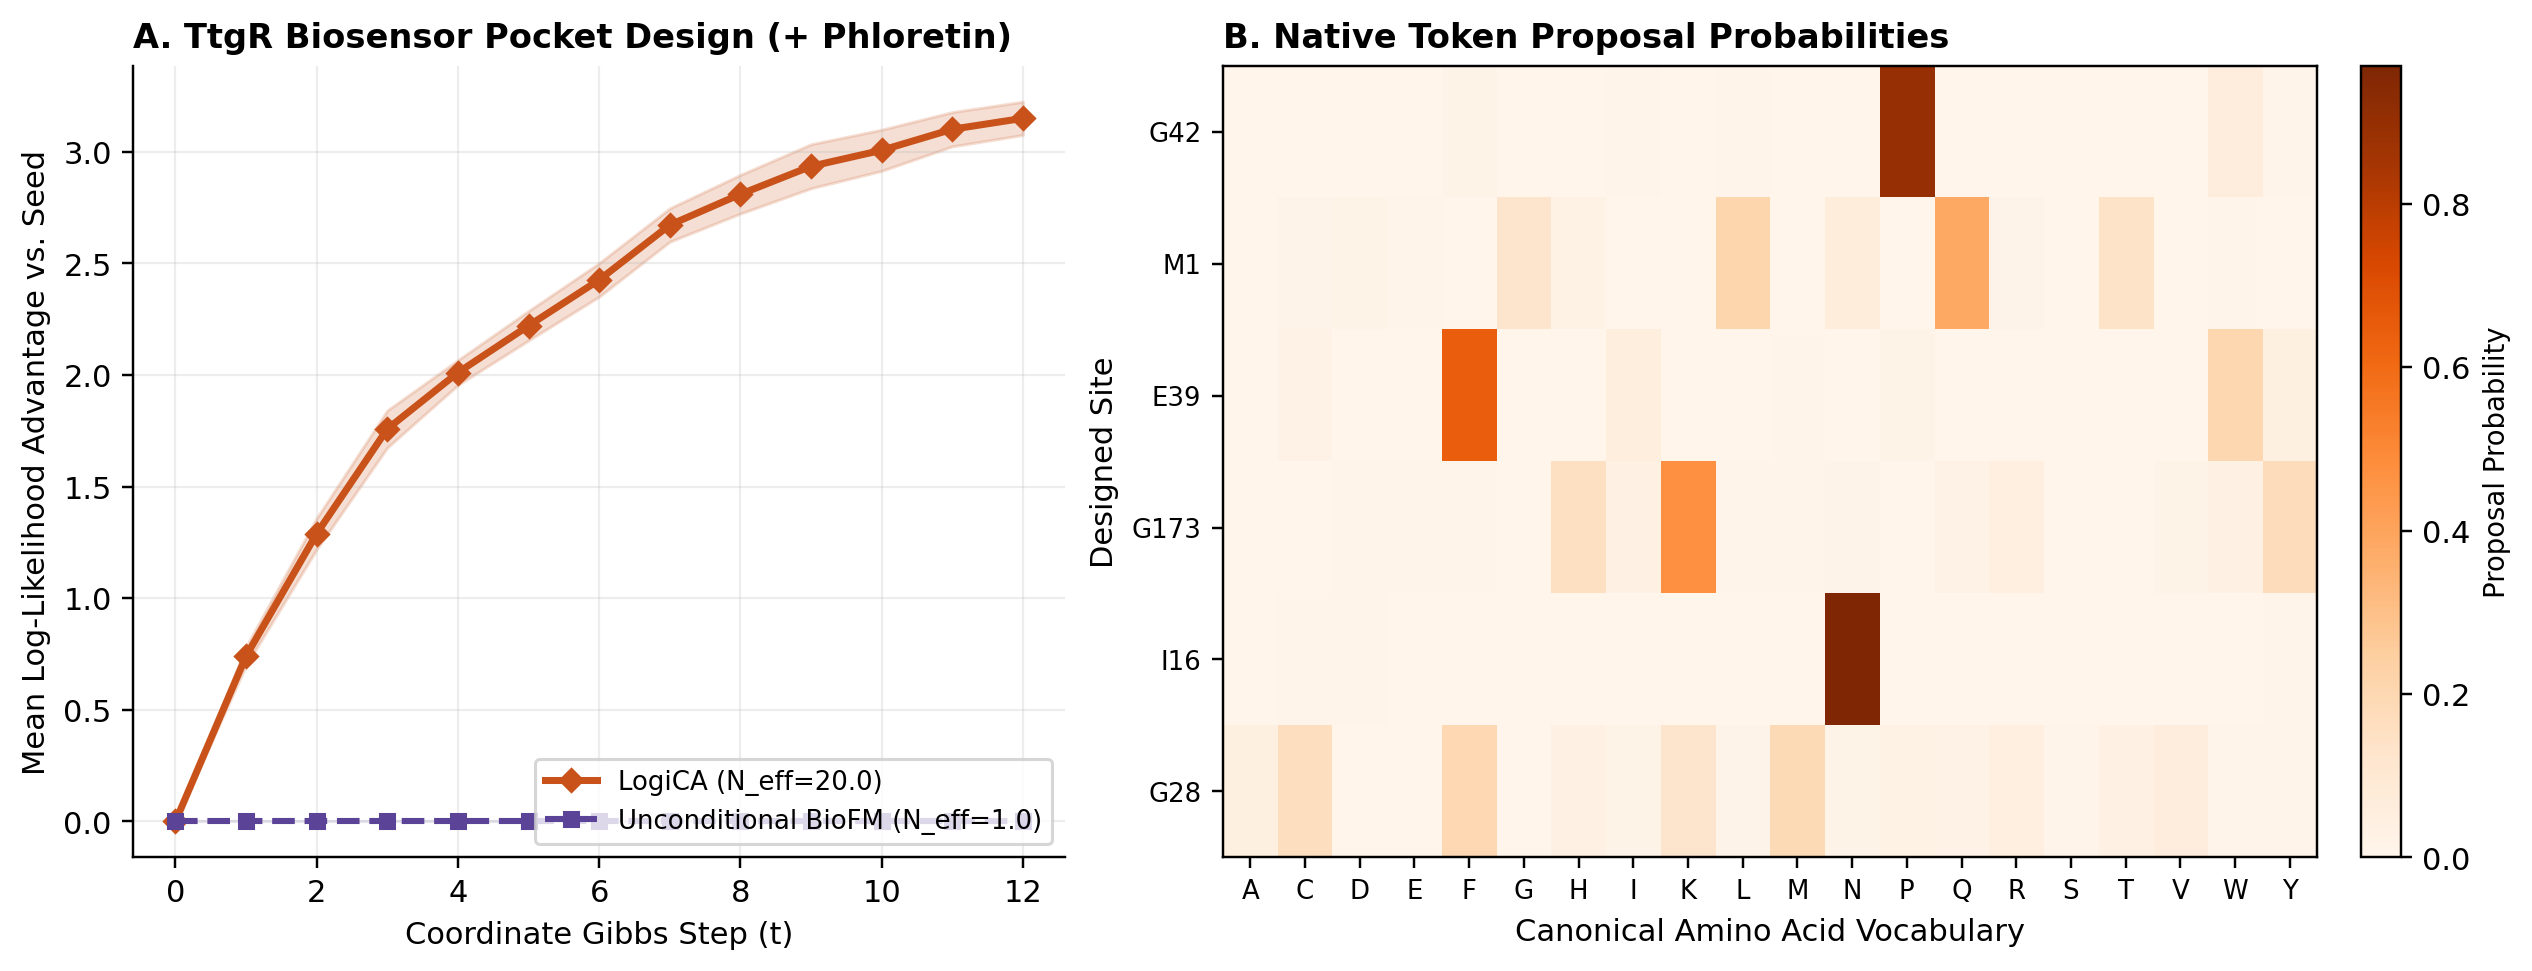 A. TtgR Biosensor Pocket Design (+ Phloretin)
Mean Log-Likelihood Advantage vs. Seed
3.0
2.5
2.0
1.5
1.0
0.5
0.0
LogiCA (N_eff=20.0)
Unconditional BioFM (N_eff=1.0)
0 2 4 6 8 10 12
Coordinate Gibbs Step (t)
B. Native Token Proposal Probabilities
Designed Site
G42
M1
E39
G173
I16
G28
A C D E F G H I K L M N P Q R S T V W Y
Canonical Amino Acid Vocabulary
0.8
0.6
0.4
0.2
0.0
Proposal Probability